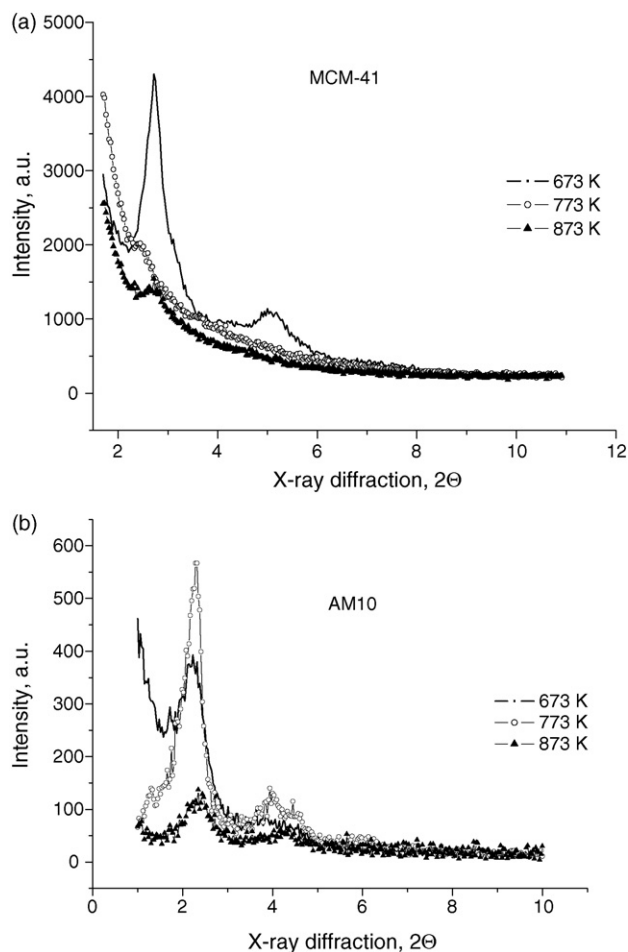 (a)
5000
4000
3000
2000
1000
0
Intensity, a.u.
MCM-41
673 K
773 K
873 K
2 4 6 8 10 12
X-ray diffraction, 2Θ
(b)
600
500
400
300
200
100
0
Intensity, a.u.
AM10
673 K
773 K
873 K
0 2 4 6 8 10
X-ray diffraction, 2Θ